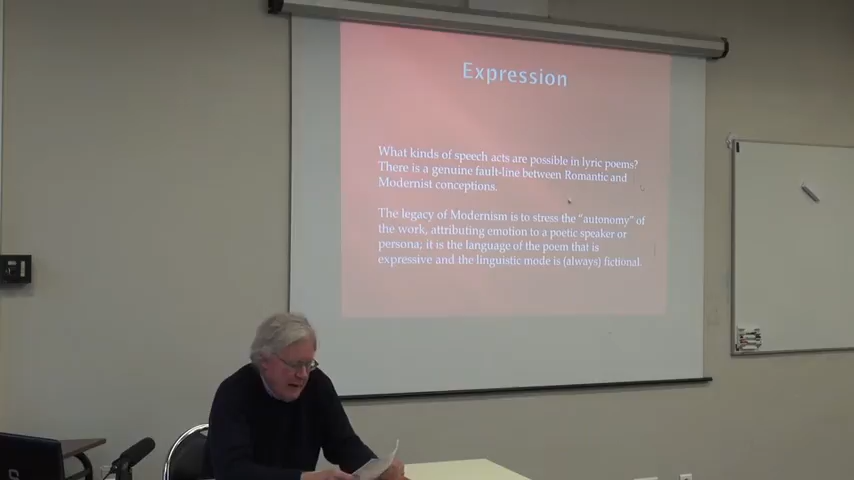 Expression
What kinds of speech acts are possible in lyric poems?
There is a genuine fault-line between Romantic and
Modernist conceptions.
The legacy of Modernism is to stress the “autonomy” of
the work, attributing emotion to a poetic speaker or
persona; it is the language of the poem that is
expressive and the linguistic mode is (always) fictional.